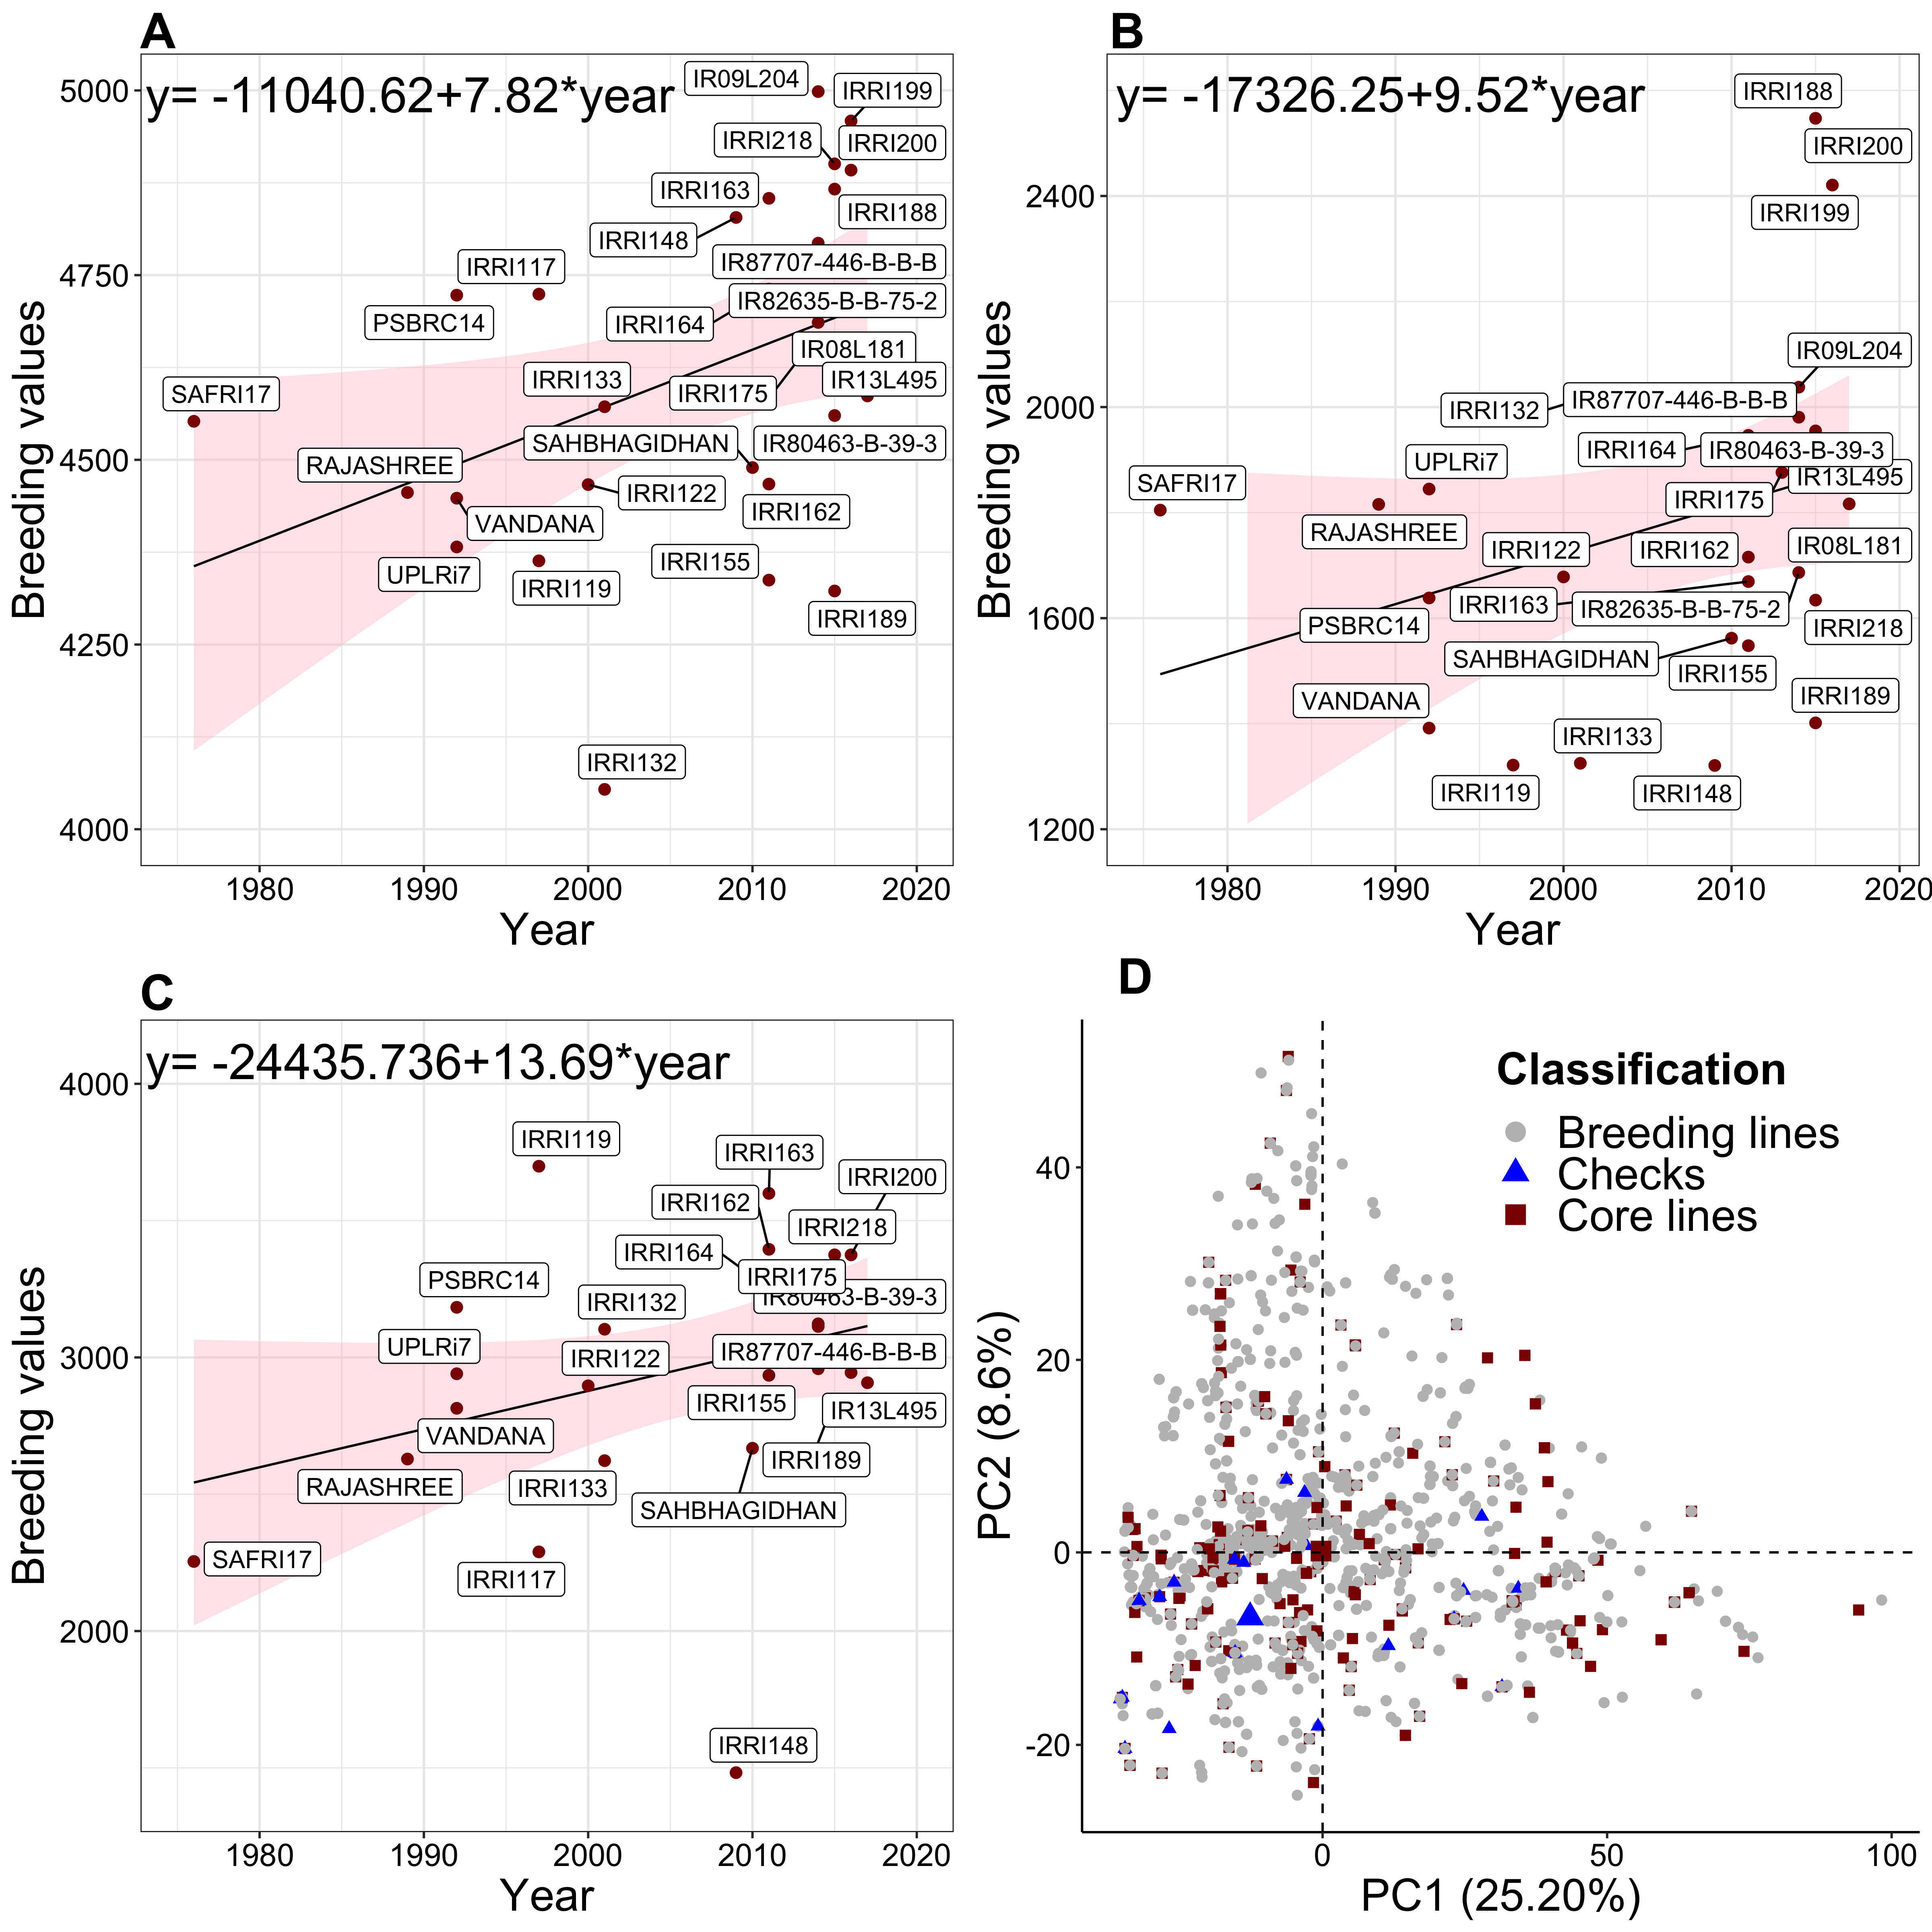 A
y= -11040.62+7.82*year
IR09L204
IRRI199
IRRI218
IRRI200
IRRI163
IRRI188
IRRI148
IRRI117
IR87707-446-B-B-B
PSBRC14
IRRI164
IR82635-B-B-75-2
IR08L181
SAFRI17
IRRI133
IRRI175
IR13L495
RAJASHREE
SAHBHAGIDHAN
IR80463-B-39-3
IRRI122
VANDANA
IRRI162
UPLRi7
IRRI119
IRRI155
IRRI189
IRRI132
5000
4750
4500
4250
4000
Breeding values
1980 1990 2000 2010 2020
Year
B
y= -17326.25+9.52*year
IRRI188
IRRI200
IRRI199
IR09L204
IRRI132
IR87707-446-B-B-B
IRRI164
IR80463-B-39-3
UPLRi7
SAFRI17
IRRI175
IR13L495
RAJASHREE
IRRI122
IRRI162
IR08L181
PSBRC14
IRRI163
IR82635-B-B-75-2
IRRI218
SAHBHAGIDHAN
IRRI155
VANDANA
IRRI189
IRRI133
IRRI119
IRRI148
2400
2000
1600
1200
Breeding values
1980 1990 2000 2010 2020
Year
C
y= -24435.736+13.69*year
IRRI119
IRRI163
IRRI200
IRRI162
IRRI218
IRRI164
IRRI175
IR80463-B-39-3
PSBRC14
IRRI132
UPLRi7
IRRI122
IR87707-446-B-B-B
IRRI155
IR13L495
VANDANA
RAJASHREE
IRRI133
IRRI189
SAHBHAGIDHAN
SAFRI17
IRRI117
IRRI148
4000
3000
2000
Breeding values
1980 1990 2000 2010 2020
Year
D
Classification
Breeding lines
Checks
Core lines
40
20
0
-20
PC2 (8.6%)
0 50 100
PC1 (25.20%)